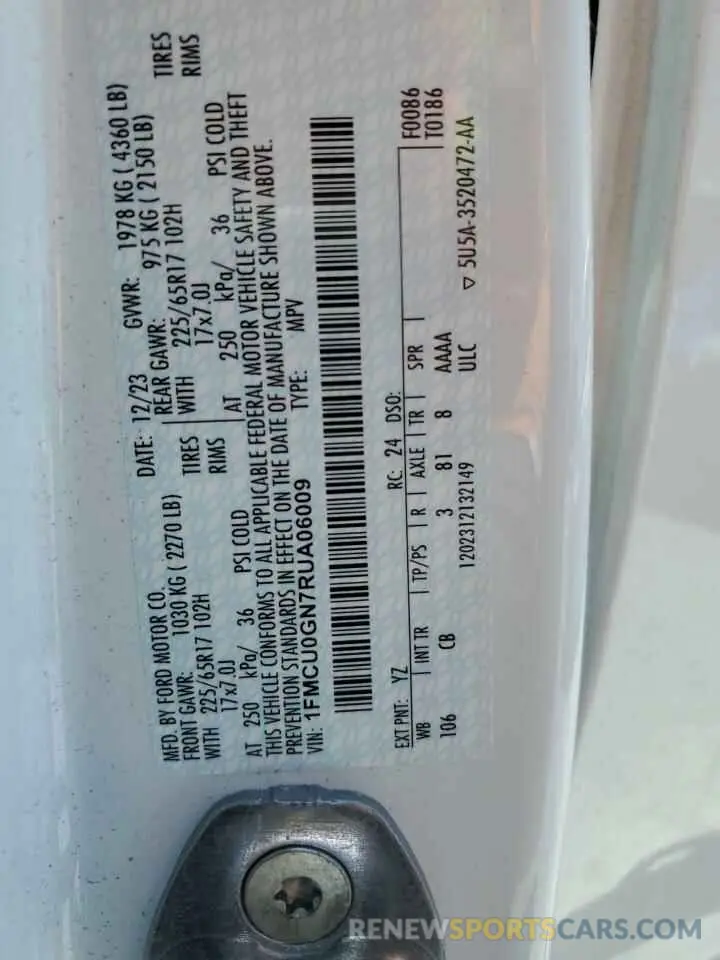 MFD. BY FORD MOTOR CO. DATE: 12/23 GVWR: 1978 KG ( 4360 LB)
FRONT GAWR: 1030 KG ( 2270 LB) REAR GAWR: 975 KG ( 2150 LB)
WITH 225/65R17 102H TIRES WITH 225/65R17 102H TIRES
17x7.0J RIMS 17x7.0J RIMS
AT 250 kPa/ 36 PSI COLD AT 250 kPa/ 36 PSI COLD
THIS VEHICLE CONFORMS TO ALL APPLICABLE FEDERAL MOTOR VEHICLE SAFETY AND THEFT
PREVENTION STANDARDS IN EFFECT ON THE DATE OF MANUFACTURE SHOWN ABOVE.
VIN: 1FMCU0GN7RUA06009 TYPE: MPV
EXT PNT: YZ RC: 24 DSO: F0086
WB INT TR TP/PS R AXLE TR SPR T0186
106 CB 3 81 8 AAAA
1202312132149 ULC ▽ 5U5A-3520472-AA
RENEWSPORTSCARS.COM